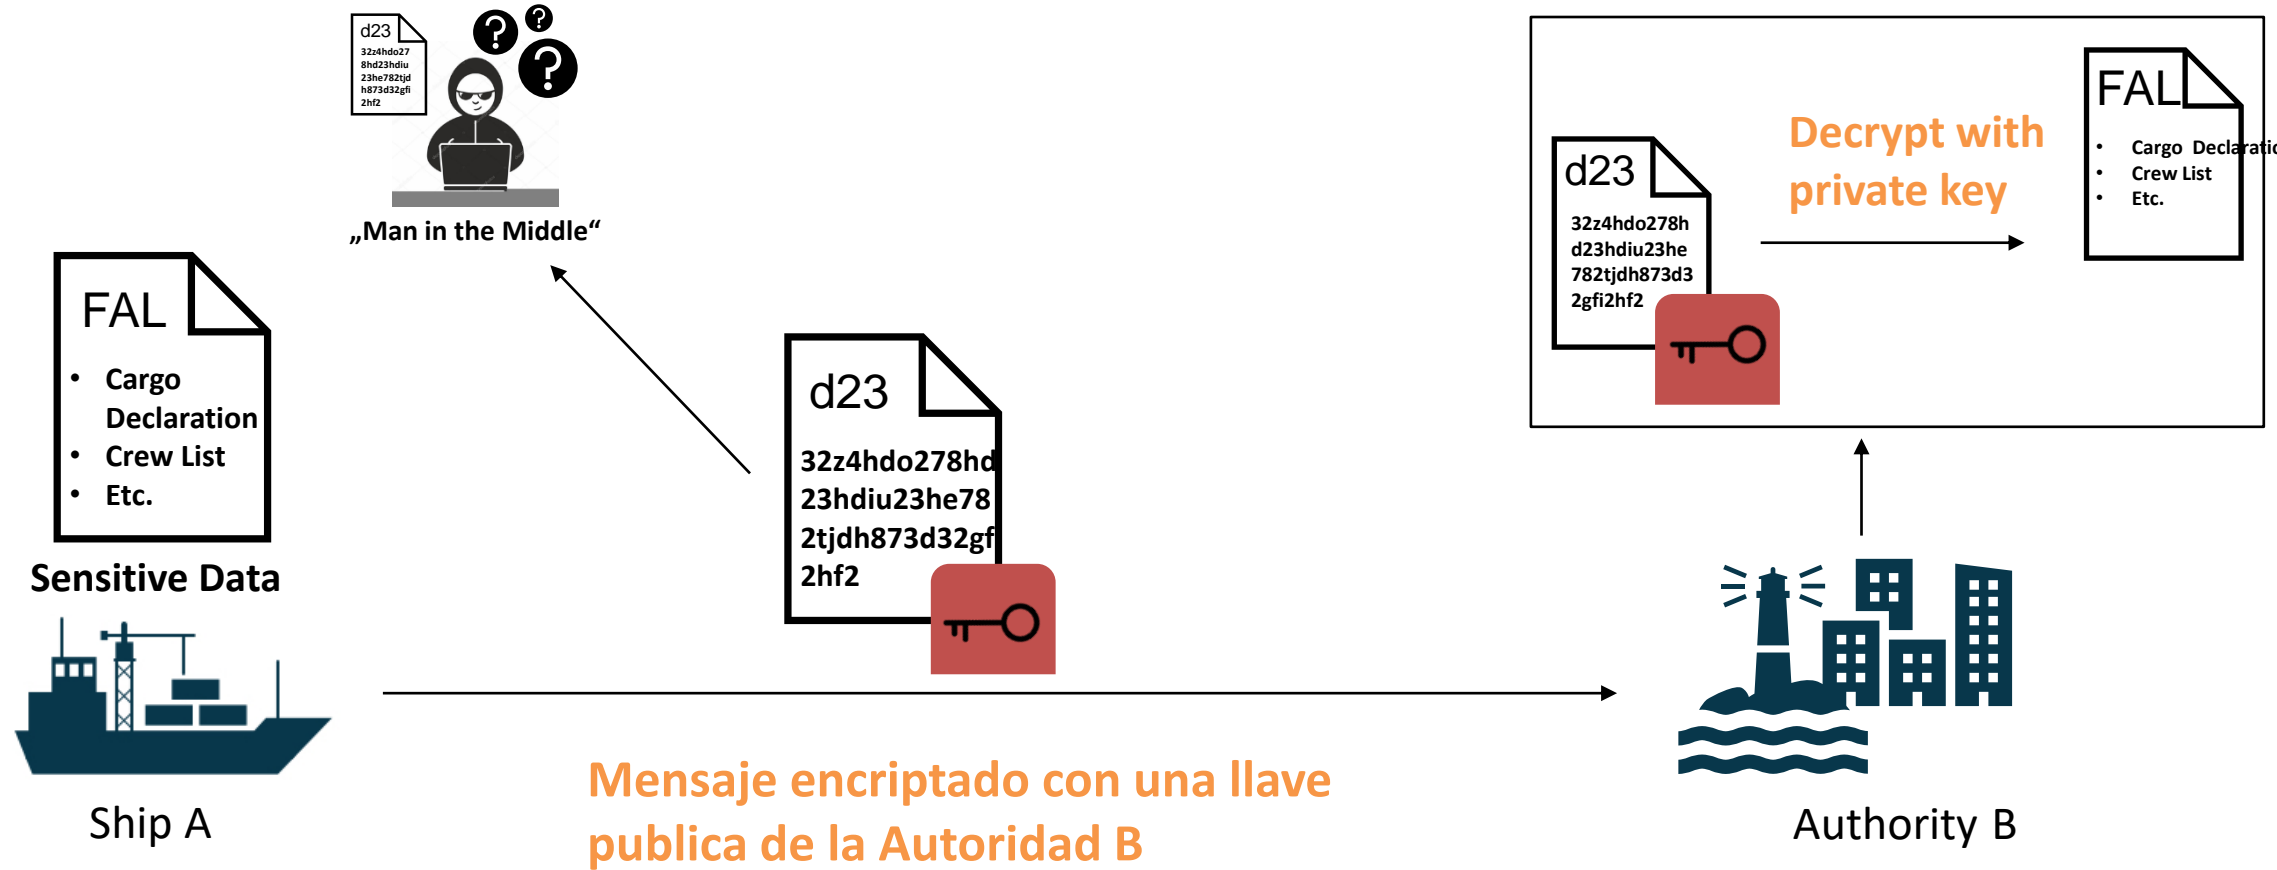 d23
32z4hdo27
8hd23hdiu
23he782tjd
h873d32gfi
2hf2
? ? ?
„Man in the Middle“
FAL
• Cargo
Declaration
• Crew List
• Etc.
Sensitive Data
Ship A
d23
32z4hdo278hd
23hdiu23he78
2tjdh873d32gf
2hf2
Mensaje encriptado con una llave
publica de la Autoridad B
d23
32z4hdo278h
d23hdiu23he
782tjdh873d3
2gfi2hf2
Decrypt with
private key
FAL
• Cargo Declaratio
• Crew List
• Etc.
Authority B